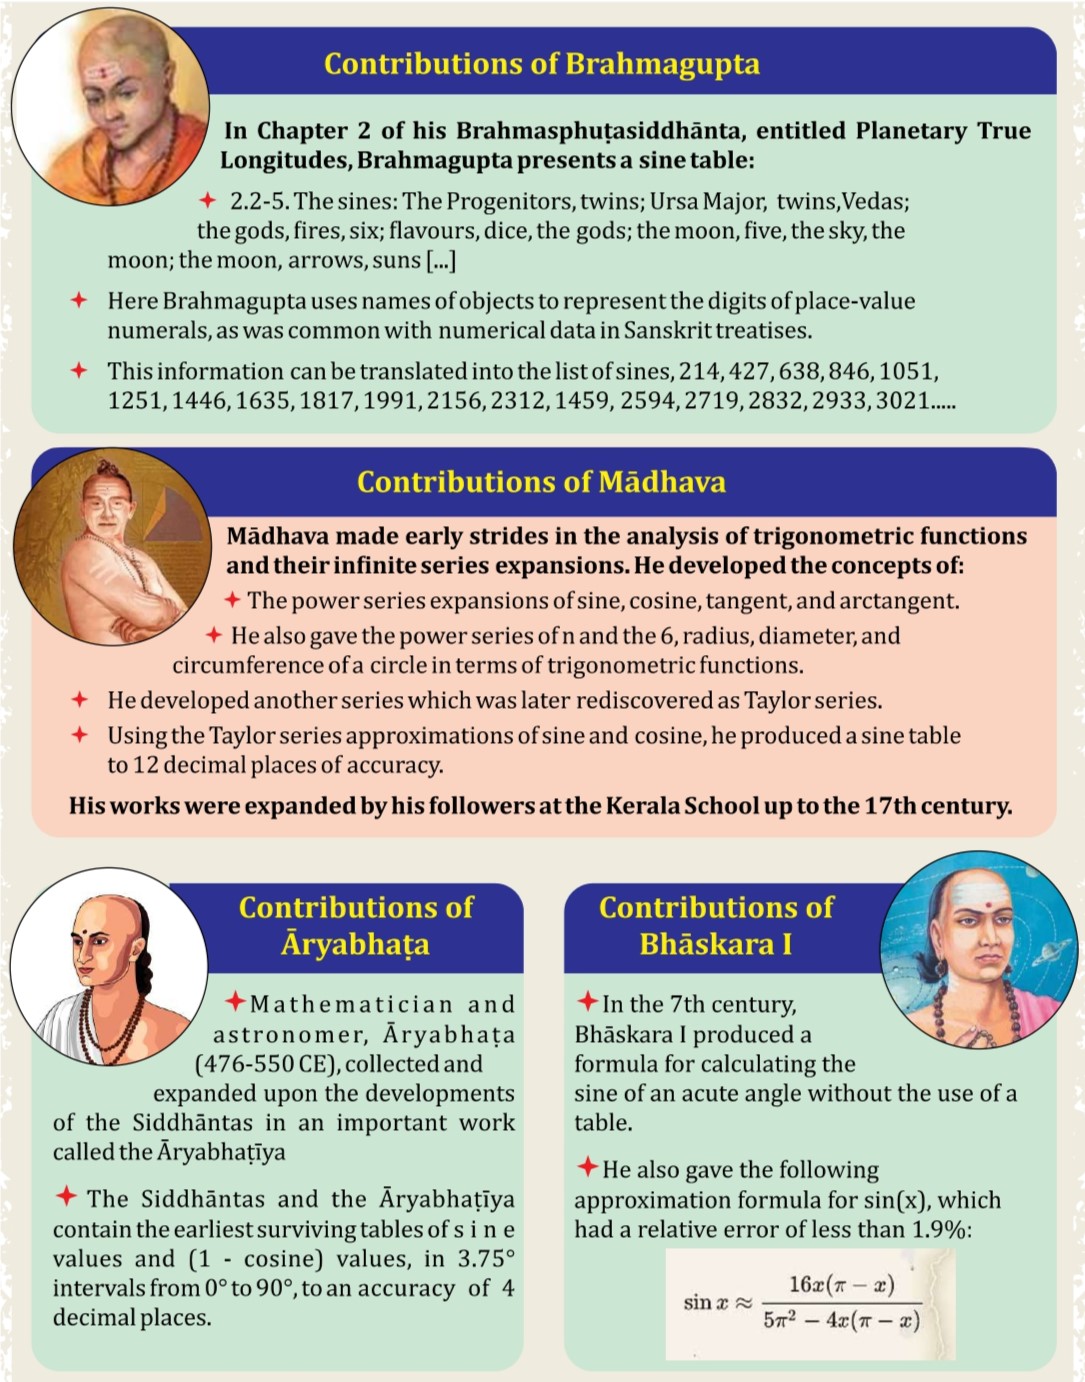 Contributions of Brahmagupta
In Chapter 2 of his Brahmasphuṭasiddhānta, entitled Planetary True
Longitudes, Brahmagupta presents a sine table:
✦ 2.2-5. The sines: The Progenitors, twins; Ursa Major, twins,Vedas;
the gods, fires, six; flavours, dice, the gods; the moon, five, the sky, the
moon; the moon, arrows, suns [...]
✦ Here Brahmagupta uses names of objects to represent the digits of place-value
numerals, as was common with numerical data in Sanskrit treatises.
✦ This information can be translated into the list of sines, 214, 427, 638, 846, 1051,
1251, 1446, 1635, 1817, 1991, 2156, 2312, 1459, 2594, 2719, 2832, 2933, 3021.....
Contributions of Mādhava
Mādhava made early strides in the analysis of trigonometric functions
and their infinite series expansions. He developed the concepts of:
✦ The power series expansions of sine, cosine, tangent, and arctangent.
✦ He also gave the power series of n and the 6, radius, diameter, and
circumference of a circle in terms of trigonometric functions.
✦ He developed another series which was later rediscovered as Taylor series.
✦ Using the Taylor series approximations of sine and cosine, he produced a sine table
to 12 decimal places of accuracy.
His works were expanded by his followers at the Kerala School up to the 17th century.
Contributions of
Āryabhaṭa
✦Mathematician and
astronomer, Āryabhaṭa
(476-550 CE), collected and
expanded upon the developments
of the Siddhāntas in an important work
called the Āryabhaṭīya
✦ The Siddhāntas and the Āryabhaṭīya
contain the earliest surviving tables of s i n e
values and (1 - cosine) values, in 3.75°
intervals from 0° to 90°, to an accuracy of 4
decimal places.
Contributions of
Bhāskara I
✦In the 7th century,
Bhāskara I produced a
formula for calculating the
sine of an acute angle without the use of a
table.
✦He also gave the following
approximation formula for sin(x), which
had a relative error of less than 1.9%:
sin x ≈ 16x(π − x) / 5π² − 4x(π − x)